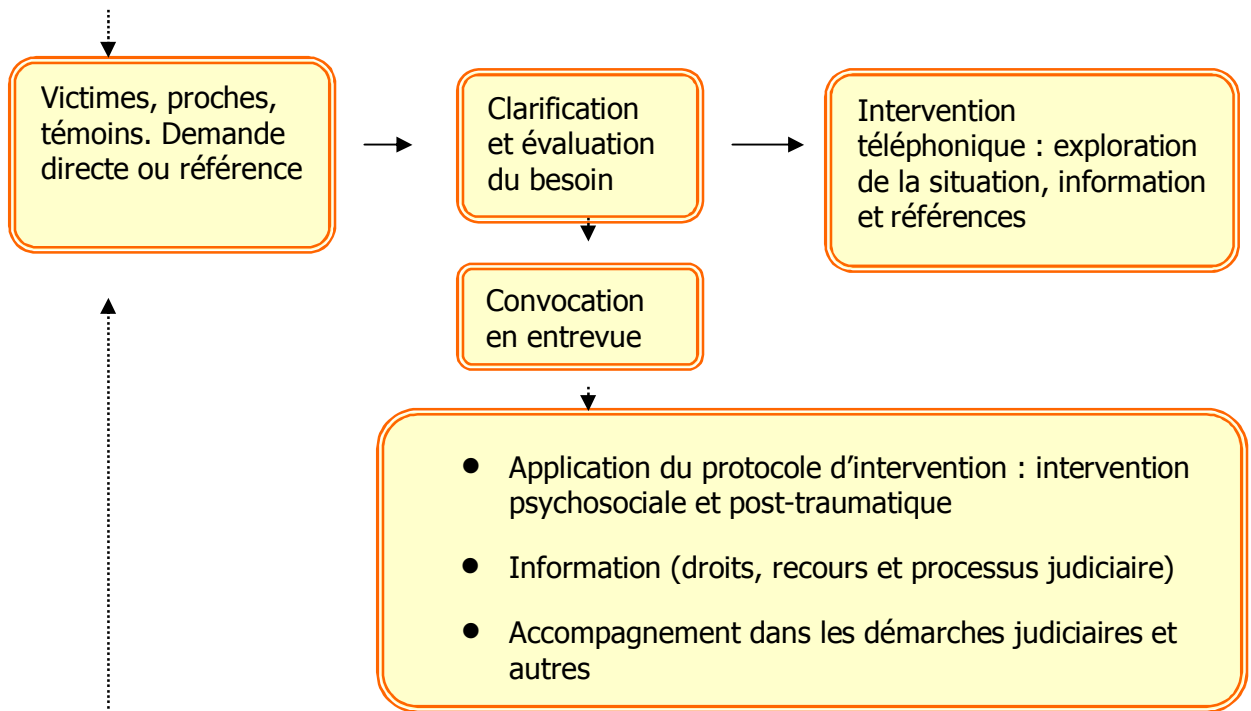 Victimes, proches,
témoins. Demande
directe ou référence
Clarification
et évaluation
du besoin
Intervention
téléphonique : exploration
de la situation, information
et références
Convocation
en entrevue
● Application du protocole d’intervention : intervention
psychosociale et post-traumatique
● Information (droits, recours et processus judiciaire)
● Accompagnement dans les démarches judiciaires et
autres